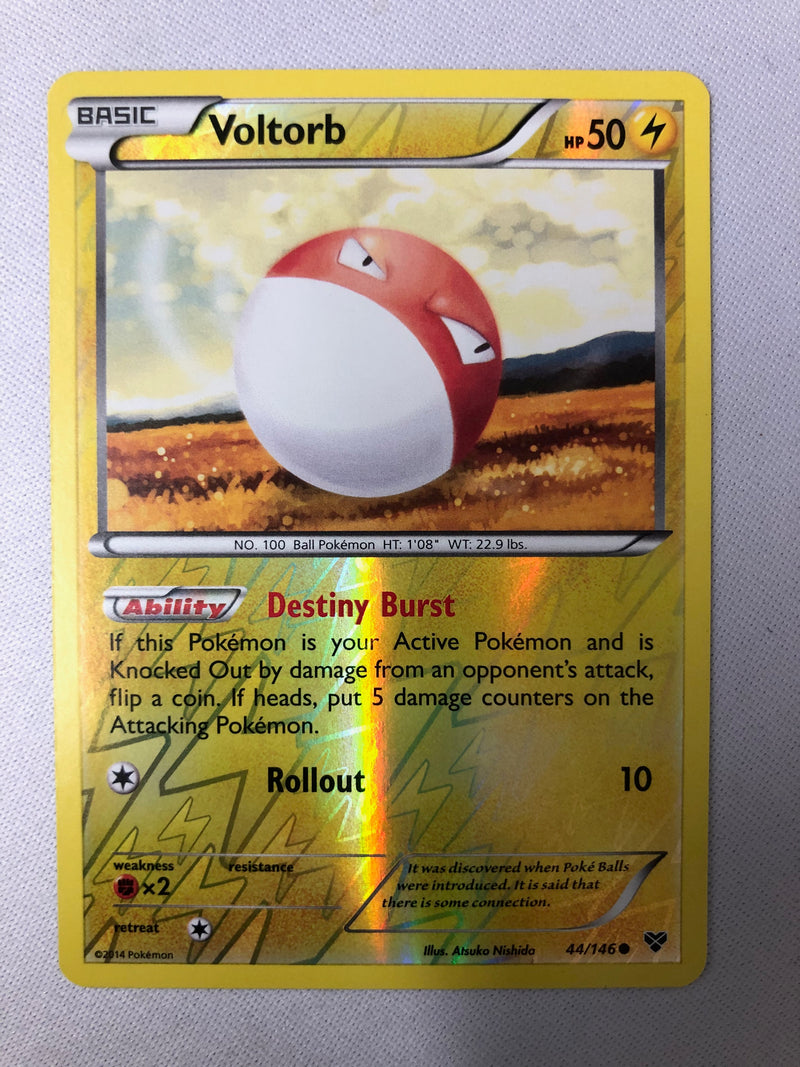 BASIC Voltorb HP 50
NO. 100 Ball Pokémon HT: 1'08" WT: 22.9 lbs.
Ability Destiny Burst
If this Pokémon is your Active Pokémon and is
Knocked Out by damage from an opponent's attack,
flip a coin. If heads, put 5 damage counters on the
Attacking Pokémon.
Rollout 10
weakness resistance
×2
retreat
It was discovered when Poké Balls
were introduced. It is said that
there is some connection.
©2014 Pokémon
Illus. Atsuko Nishida 44/146